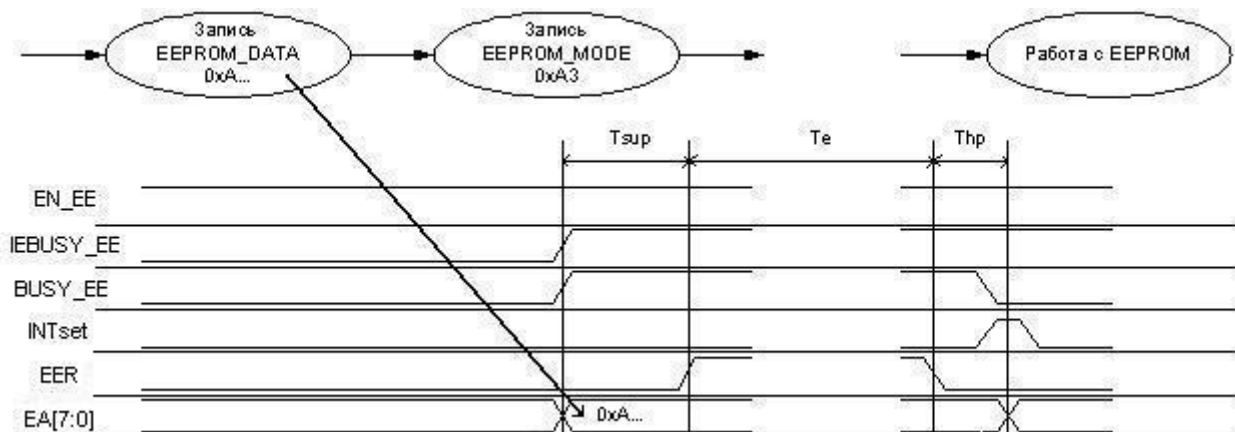 Запись
EEPROM_DATA
0xA...
Запись
EEPROM_MODE
0xA3
Работа с EEPROM
Tsup
Te
Thp
EN_EE
IEBUSY_EE
BUSY_EE
INTset
EER
EA[7:0]
0xA...